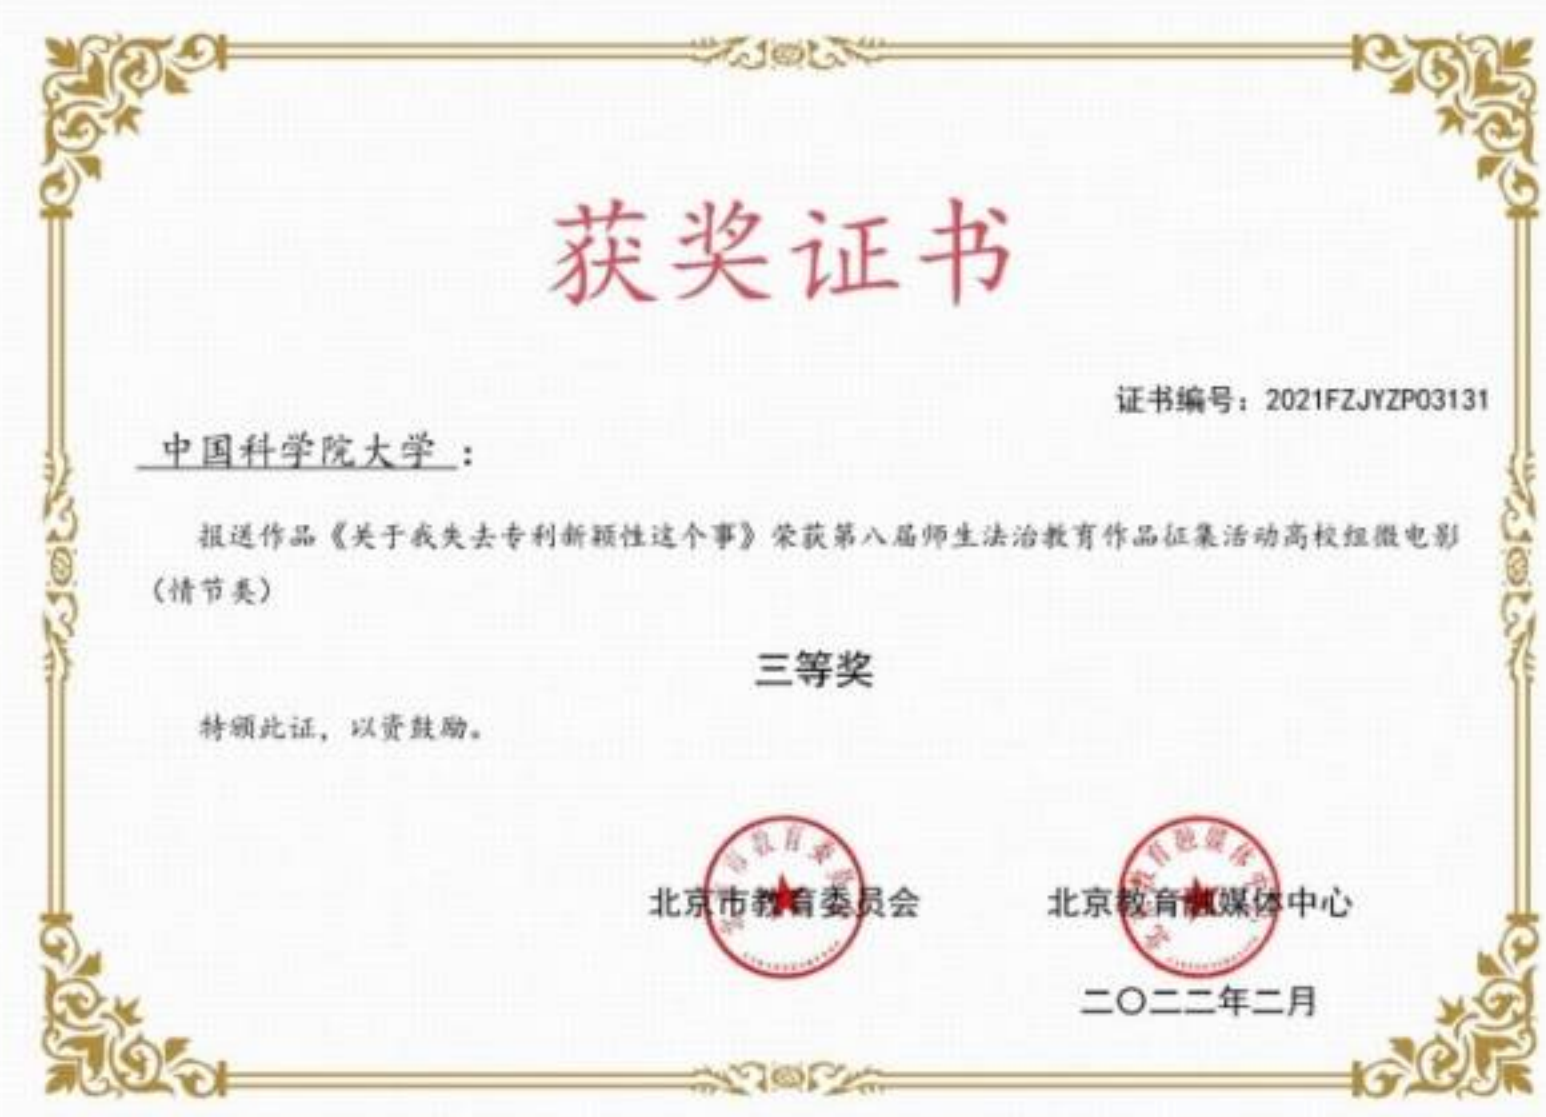 获奖证书
证书编号：2021FZJYZP03131
中国科学院大学：
报送作品《关于我失去专利新颖性这个事》荣获第八届师生法治教育作品征集活动高校组微电影
（情节类）
三等奖
特颁此证，以资鼓励。
北京市教育委员会 北京教育融媒体中心
二〇二二年二月